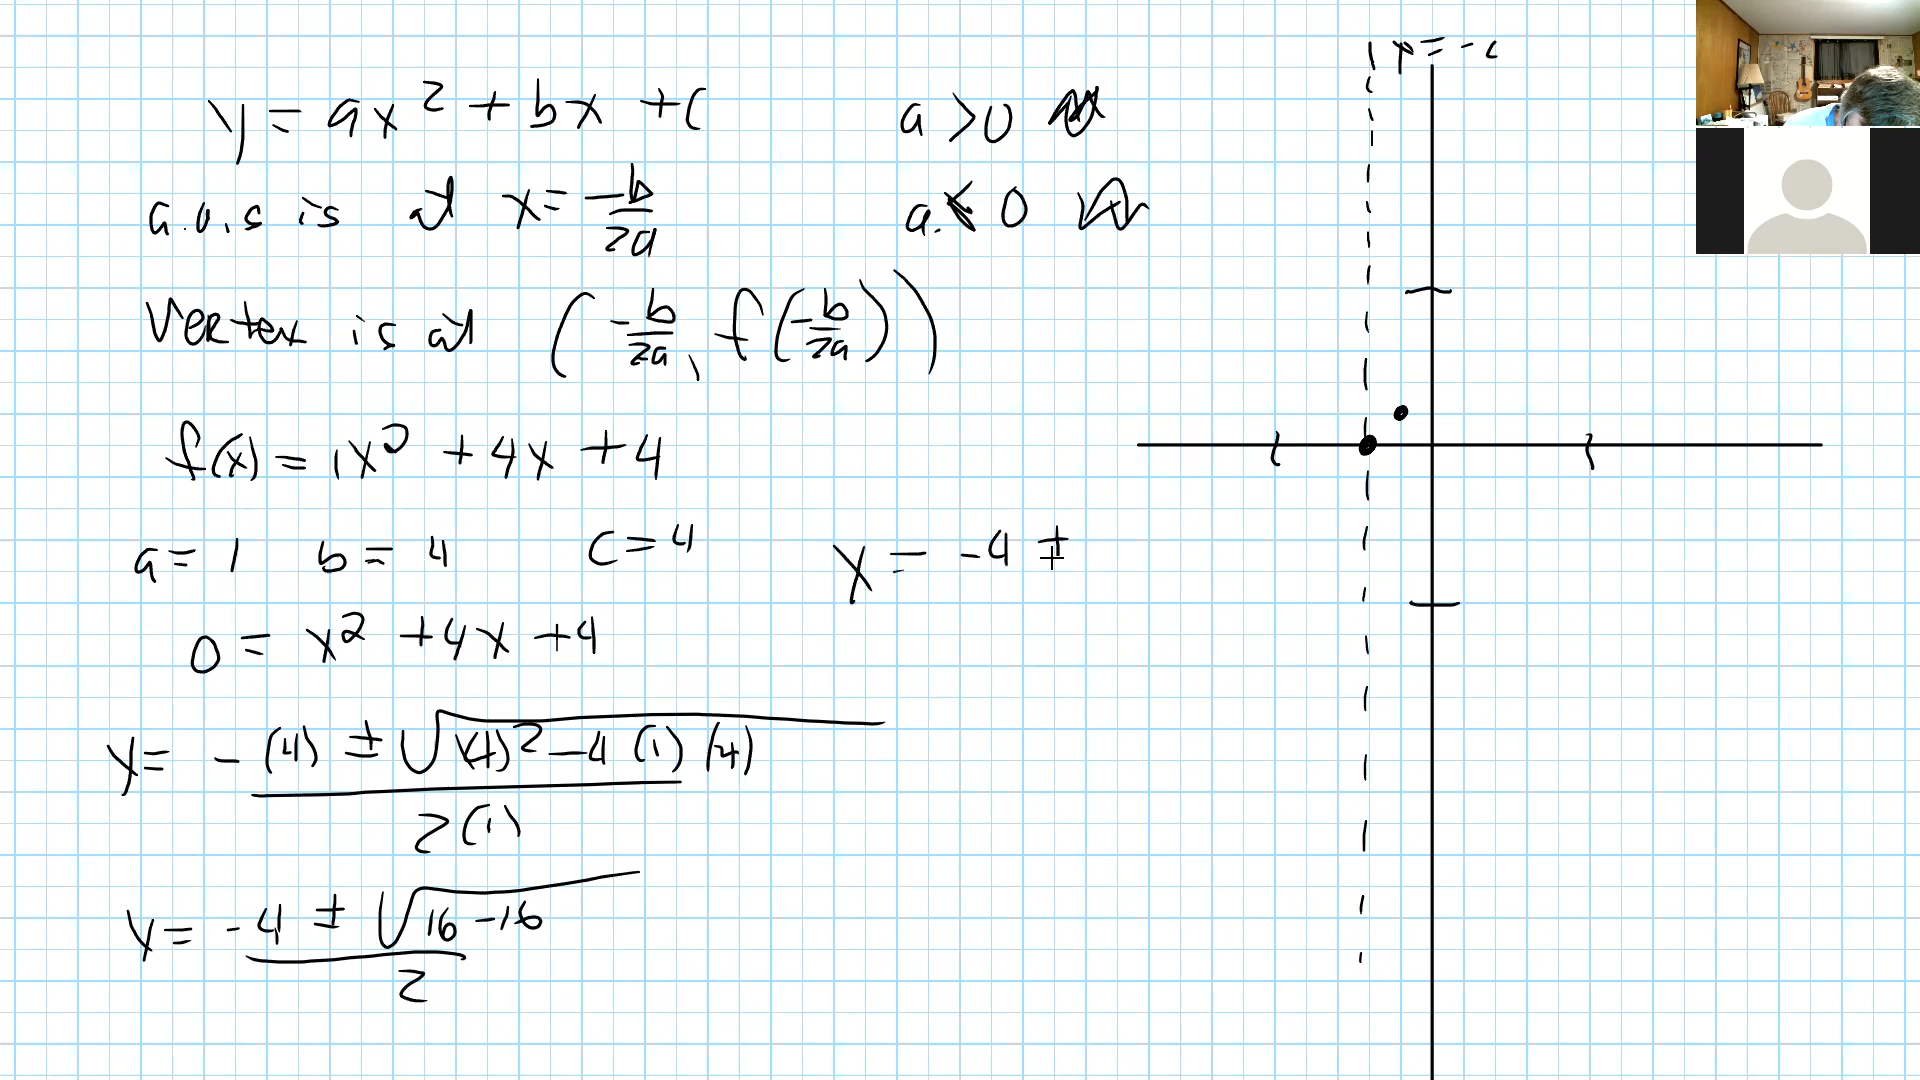 y = ax² + bx + c
a > 0
a.o.s is at x = -b/2a
a. < 0
Vertex is at (-b/2a, f(-b/2a))
f(x) = 1x² + 4x + 4
a = 1 b = 4 c = 4
0 = x² + 4x + 4
y = -(4) ± √((4)² - 4(1)(4)) / 2(1)
y = -4 ± √(16 - 16) / 2
y = -4 ±